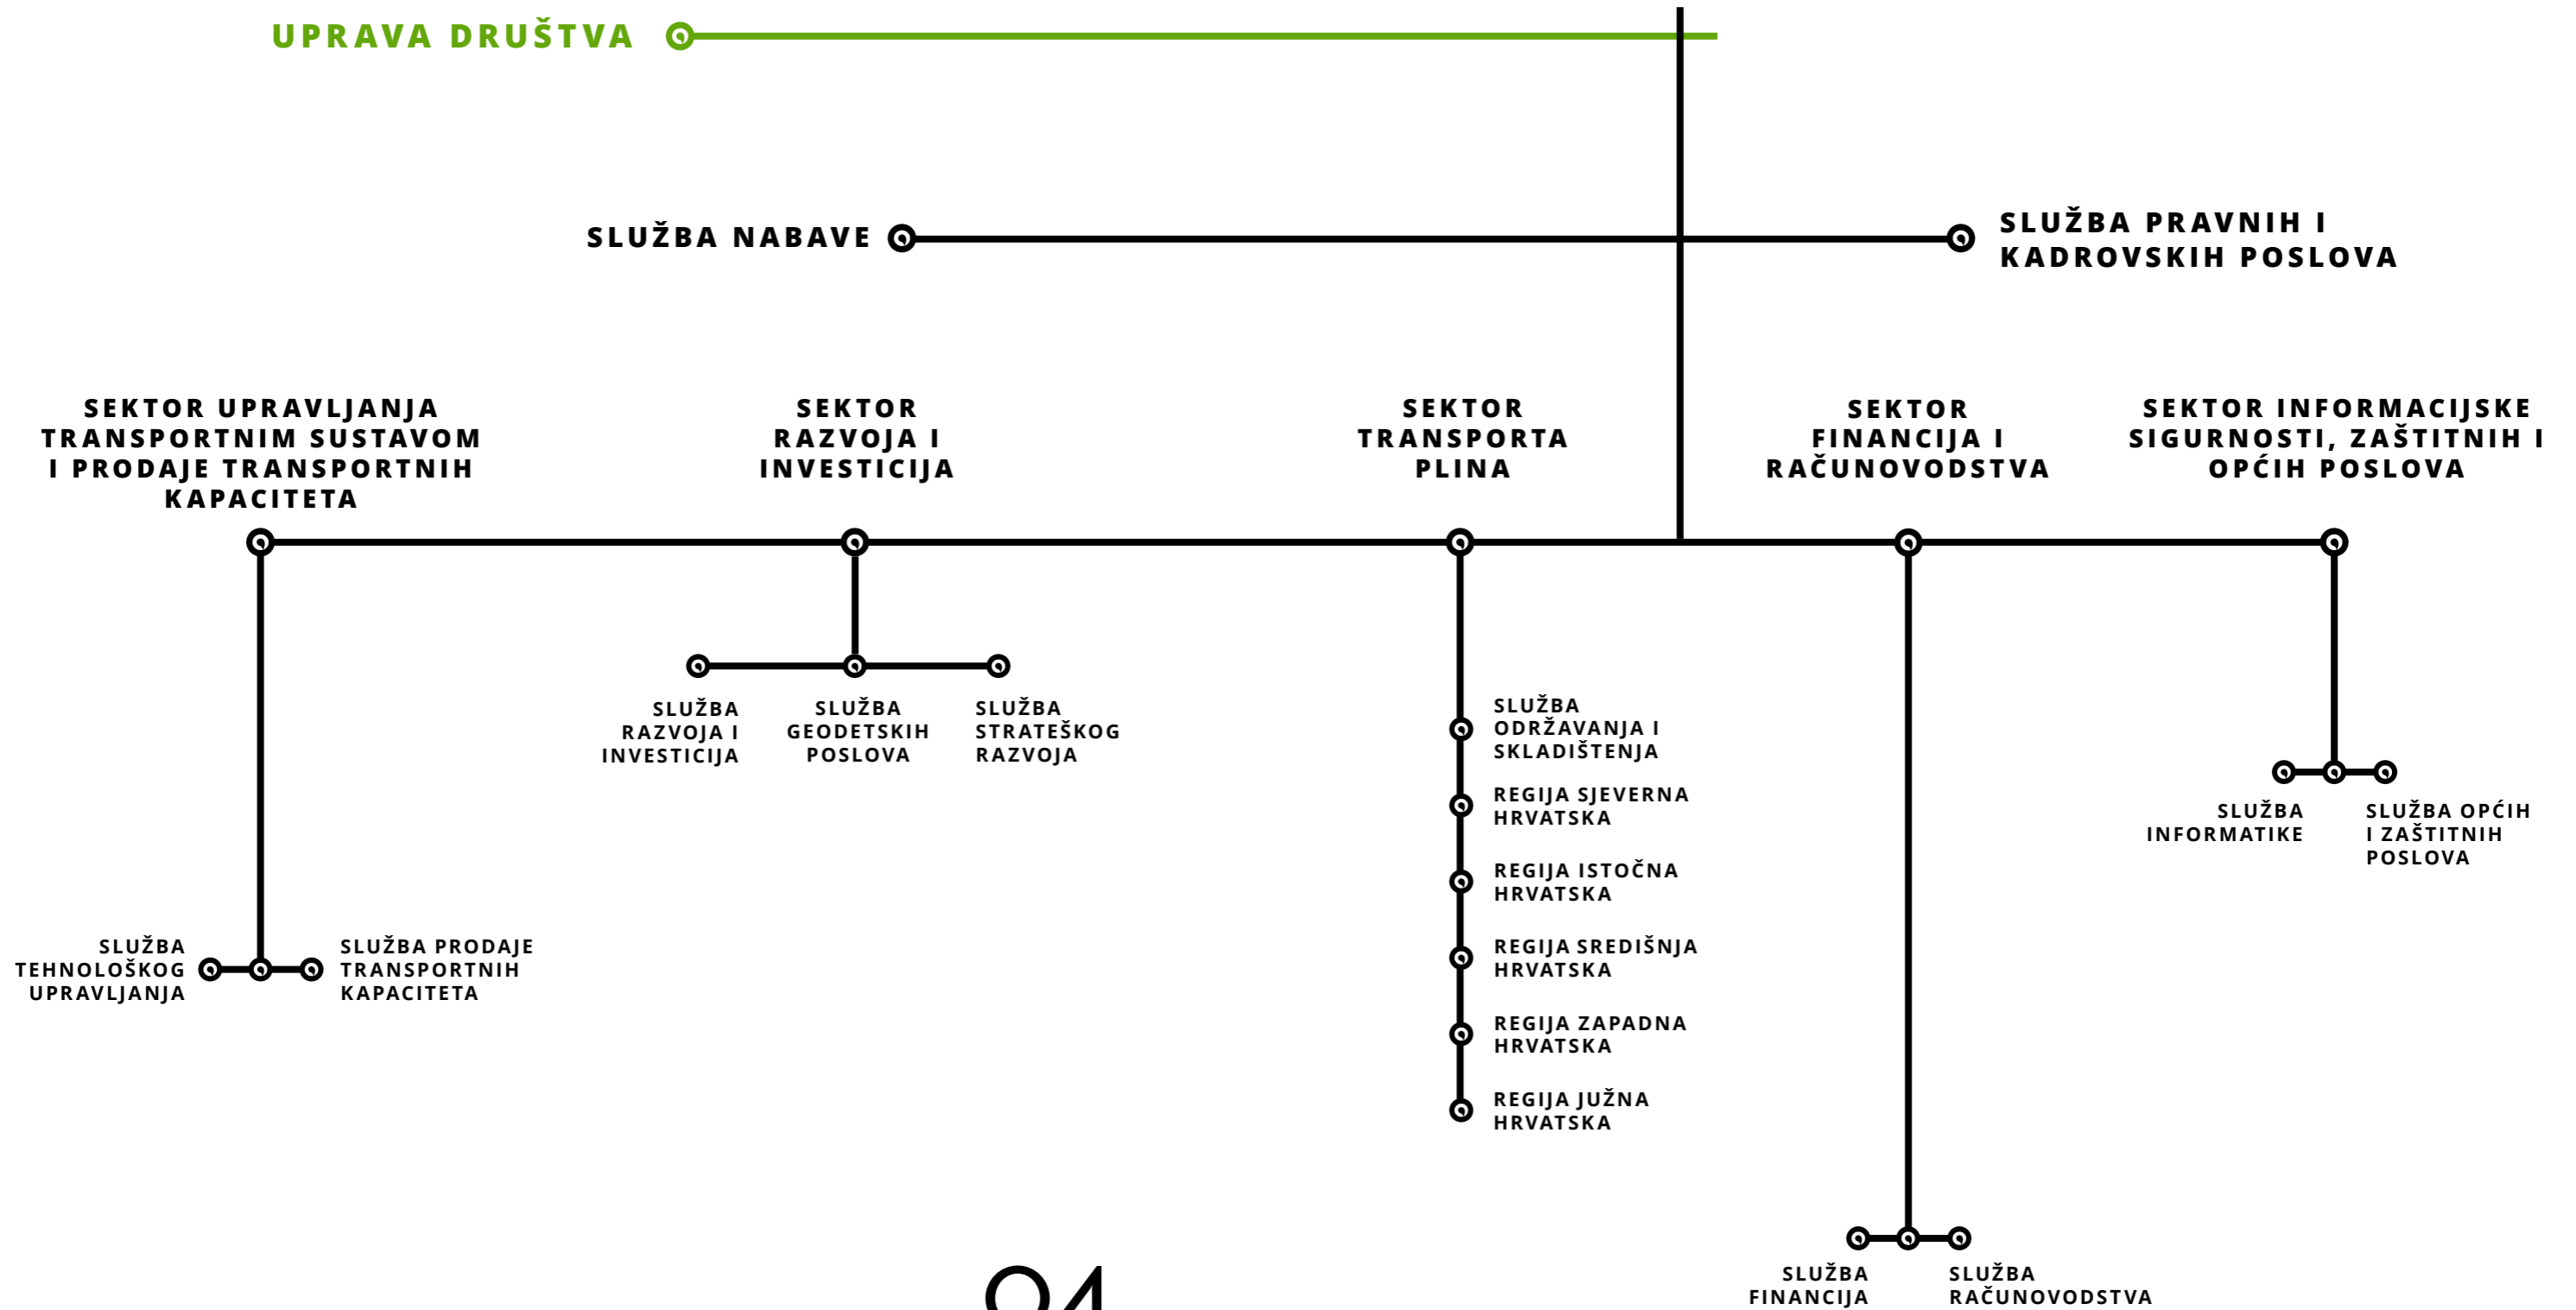 UPRAVA DRUŠTVA
SLUŽBA NABAVE
SLUŽBA PRAVNIH I
KADROVSKIH POSLOVA
SEKTOR UPRAVLJANJA
TRANSPORTNIM SUSTAVOM
I PRODAJE TRANSPORTNIH
KAPACITETA
SEKTOR
RAZVOJA I
INVESTICIJA
SEKTOR
TRANSPORTA
PLINA
SEKTOR
FINANCIJA I
RAČUNOVODSTVA
SEKTOR INFORMACIJSKE
SIGURNOSTI, ZAŠTITNIH I
OPĆIH POSLOVA
SLUŽBA
RAZVOJA I
INVESTICIJA
SLUŽBA
GEODETSKIH
POSLOVA
SLUŽBA
STRATEŠKOG
RAZVOJA
SLUŽBA
ODRŽAVANJA I
SKLADIŠTENJA
REGIJA SJEVERNA
HRVATSKA
REGIJA ISTOČNA
HRVATSKA
REGIJA SREDIŠNJA
HRVATSKA
REGIJA ZAPADNA
HRVATSKA
REGIJA JUŽNA
HRVATSKA
SLUŽBA
INFORMATIKE
SLUŽBA OPĆIH
I ZAŠTITNIH
POSLOVA
SLUŽBA
TEHNOLOŠKOG
UPRAVLJANJA
SLUŽBA PRODAJE
TRANSPORTNIH
KAPACITETA
SLUŽBA
FINANCIJA
SLUŽBA
RAČUNOVODSTVA